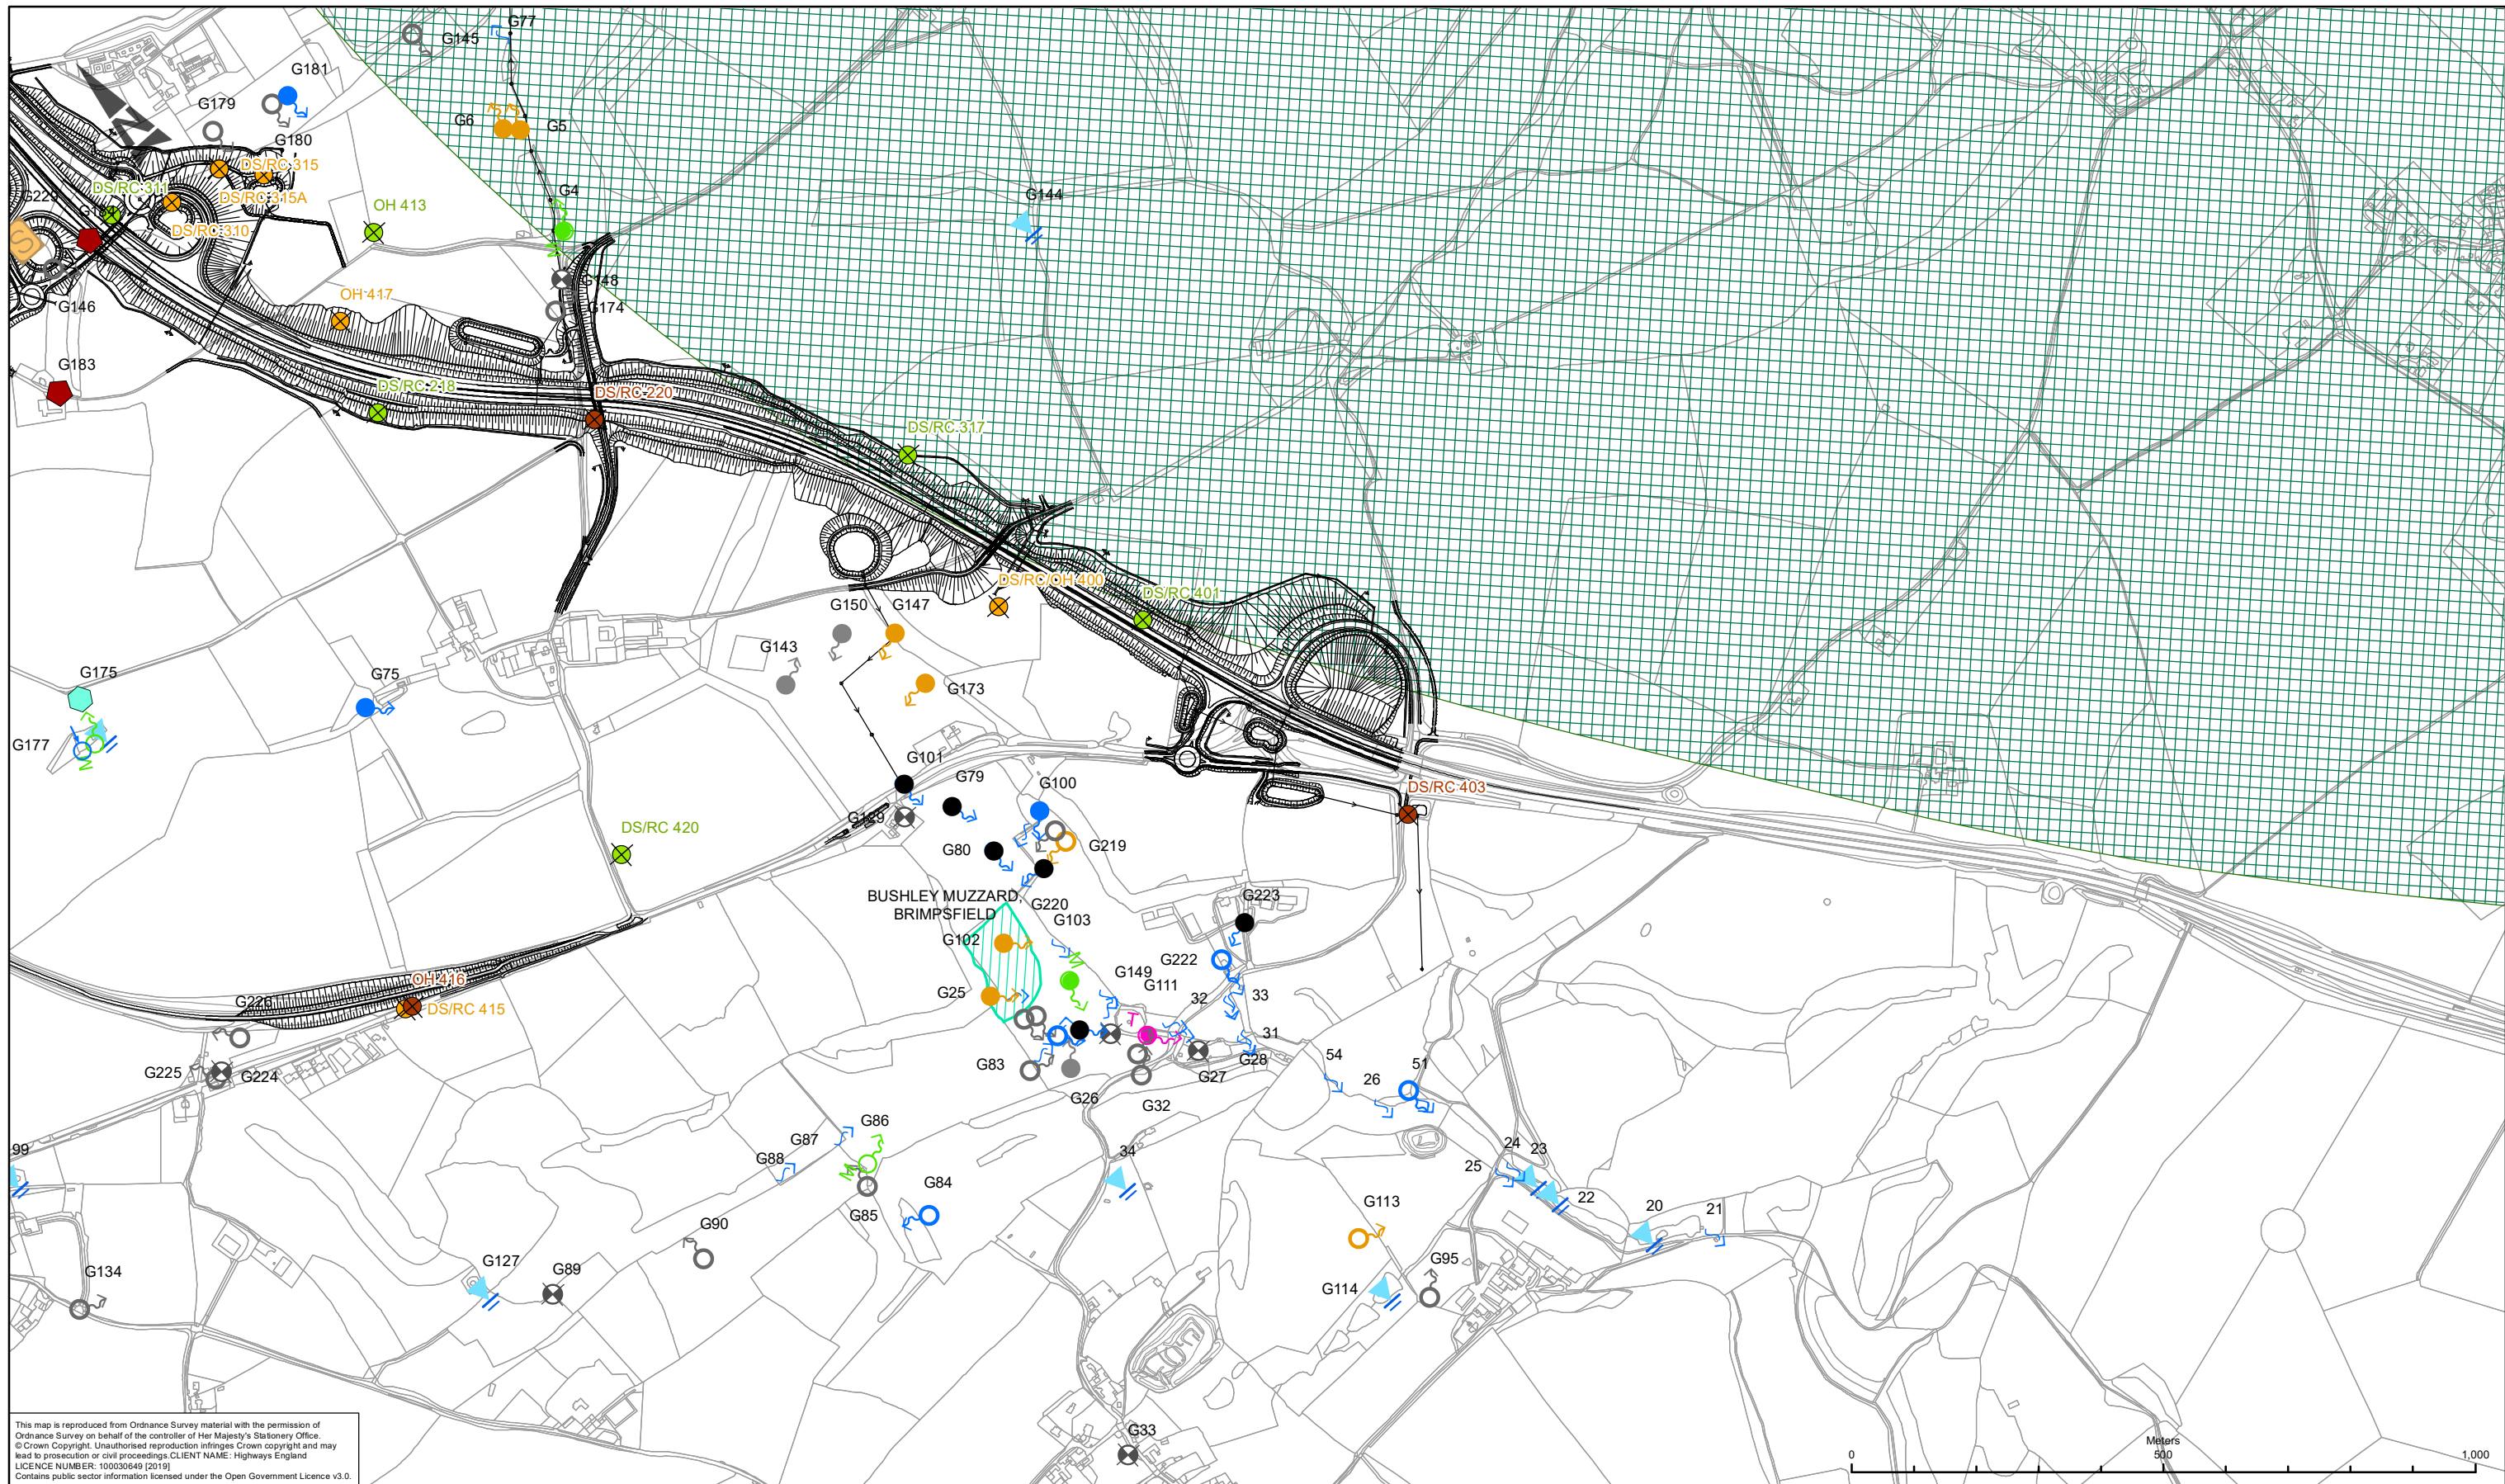 G77
G145
G181
G179
G6
G5
G180
DS/RC 315
DS/RC 311
G229
G4
G144
DS/RC 315A
OH 413
DS/RC 310
G148
OH 417
G146
G174
G183
DS/RC 218
DS/RC 220
DS/RC 317
DS/RC/OH 400
DS/RC 401
G150
G147
G143
G175
G75
G173
G177
G101
G79
G100
DS/RC 403
G129
DS/RC 420
G80
G219
BUSHLEY MUZZARD,
BRIMPSFIELD
G220
G103
G223
G102
G222
G149
G111
OH 416
G25
32
33
G226
DS/RC 415
31
G83
G28
54
51
G225
G224
G27
26
G26
G32
G86
G87
G88
34
24
23
25
99
G84
G85
G90
22
20
21
G113
G134
G127
G89
G95
G114
G33
N
S
M
M
M
M
T
Meters
0
500
1,000
This map is reproduced from Ordnance Survey material with the permission of
Ordnance Survey on behalf of the controller of Her Majesty's Stationery Office.
© Crown Copyright. Unauthorised reproduction infringes Crown copyright and may
lead to prosecution or civil proceedings.CLIENT NAME: Highways England
LICENCE NUMBER: 100030649 [2019]
Contains public sector information licensed under the Open Government Licence v3.0.